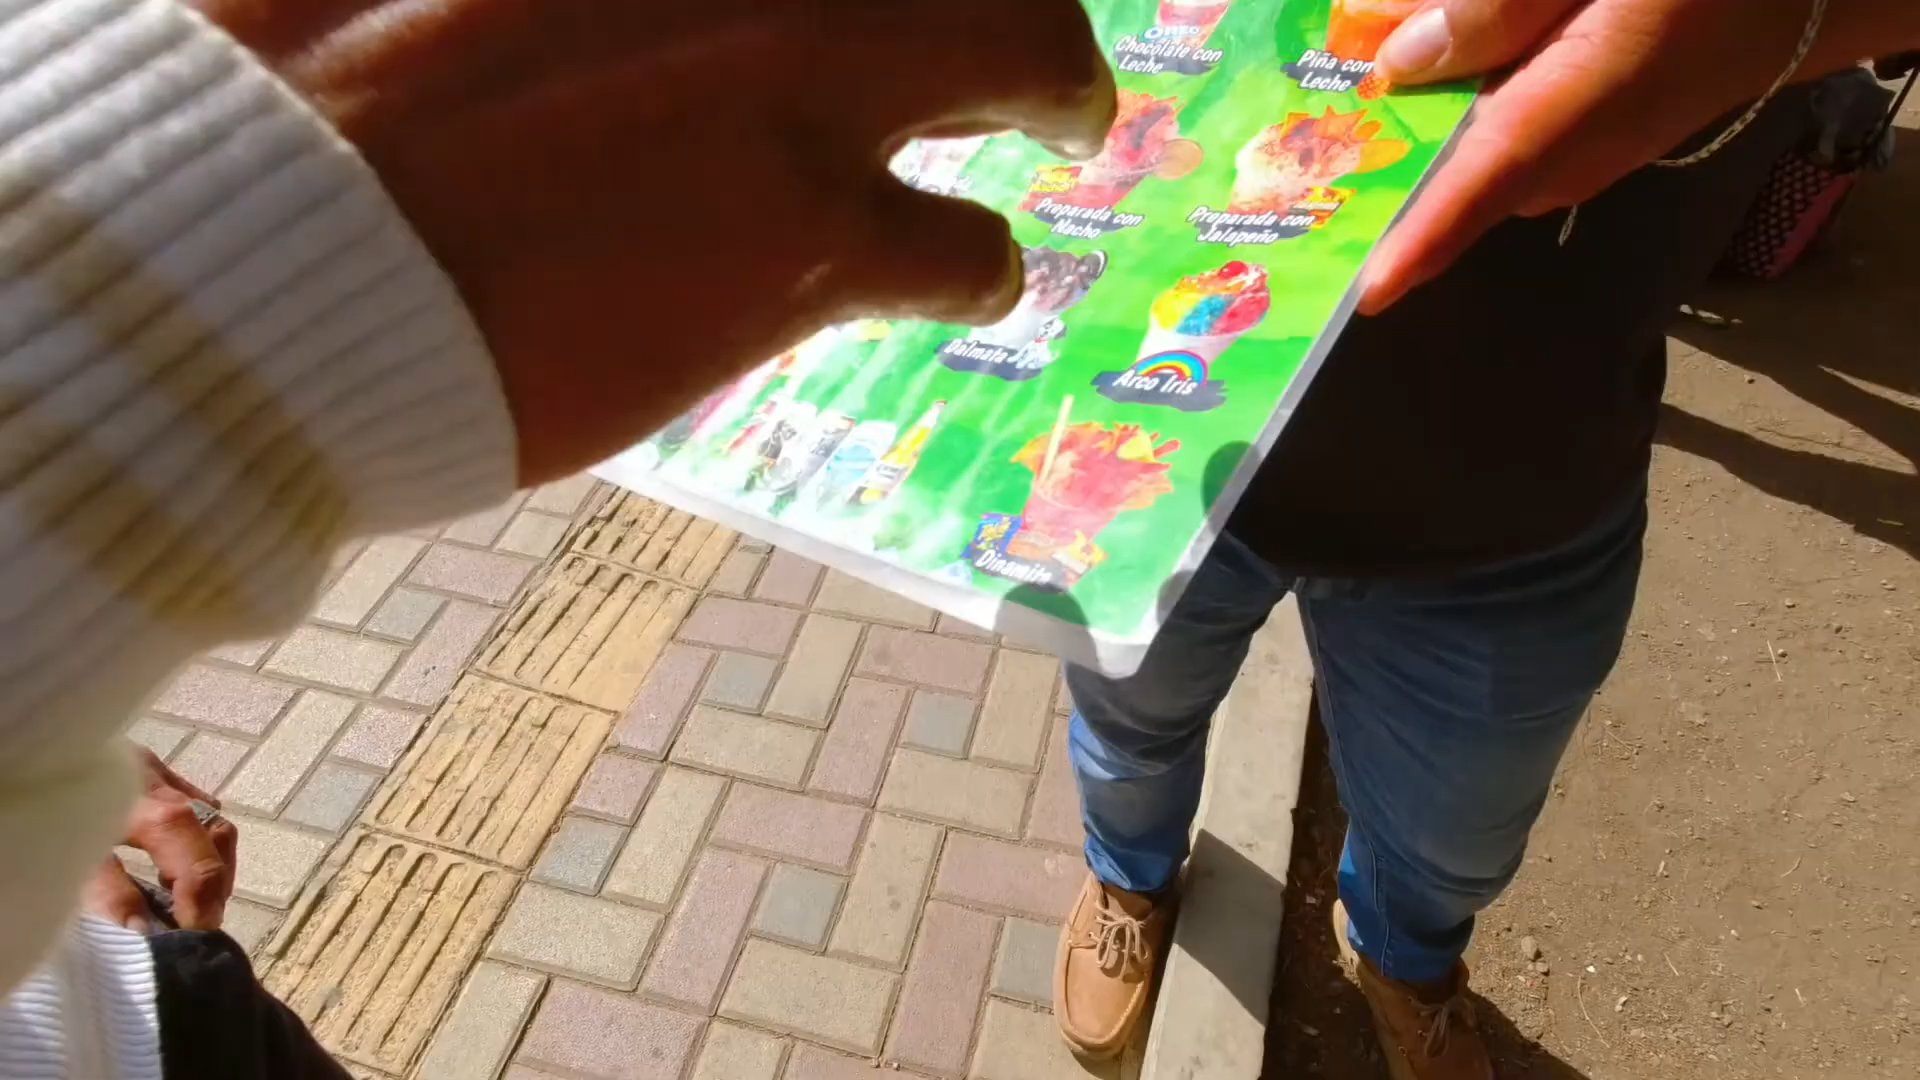 OREO
Chocolate con
Leche
Piña con
Leche
Preparada con
Nacho
Preparada con
Jalapeño
Dalmata
Arco Iris
Dinamita